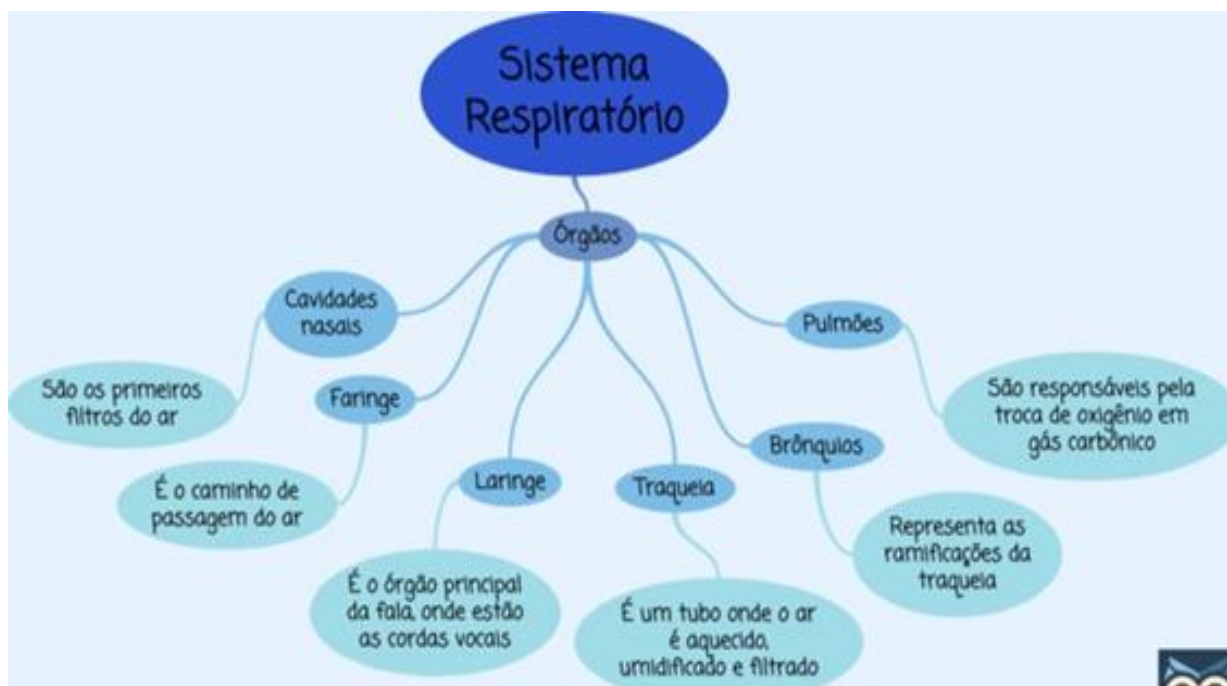 Sistema
Respiratório
Órgãos
Cavidades
nasais
São os primeiros
filtros do ar
Faringe
É o caminho de
passagem do ar
Laringe
É o órgão principal
da fala, onde estão
as cordas vocais
Traqueia
É um tubo onde o ar
é aquecido,
umidificado e filtrado
Brônquios
Representa as
ramificações da
traqueia
Pulmões
São responsáveis pela
troca de oxigênio em
gás carbônico